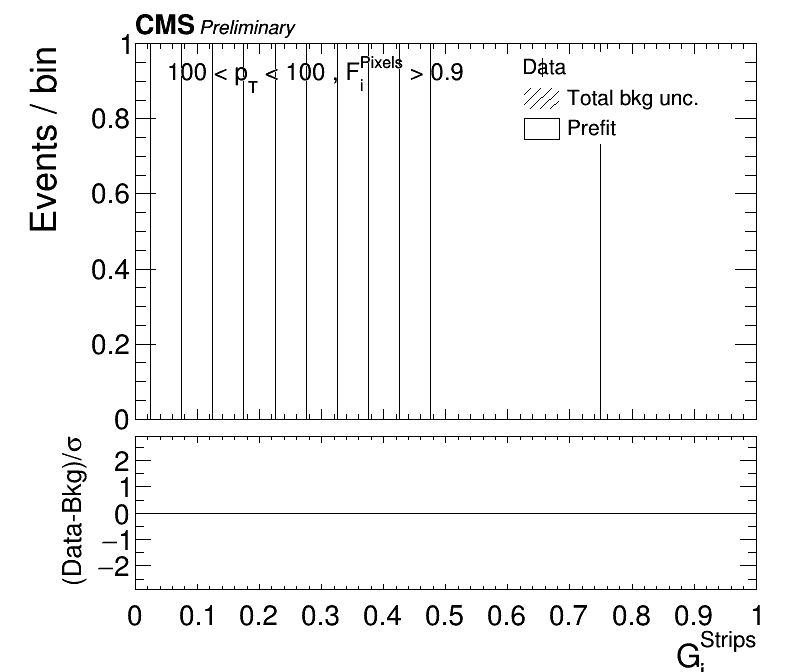 CMS Preliminary
100 < p_T < 100 , F_i^Pixels > 0.9
Data
Total bkg unc.
Prefit
Events / bin
1
0.8
0.6
0.4
0.2
0
(Data-Bkg)/σ
2
1
0
−1
−2
0 0.1 0.2 0.3 0.4 0.5 0.6 0.7 0.8 0.9 1
G_i^Strips